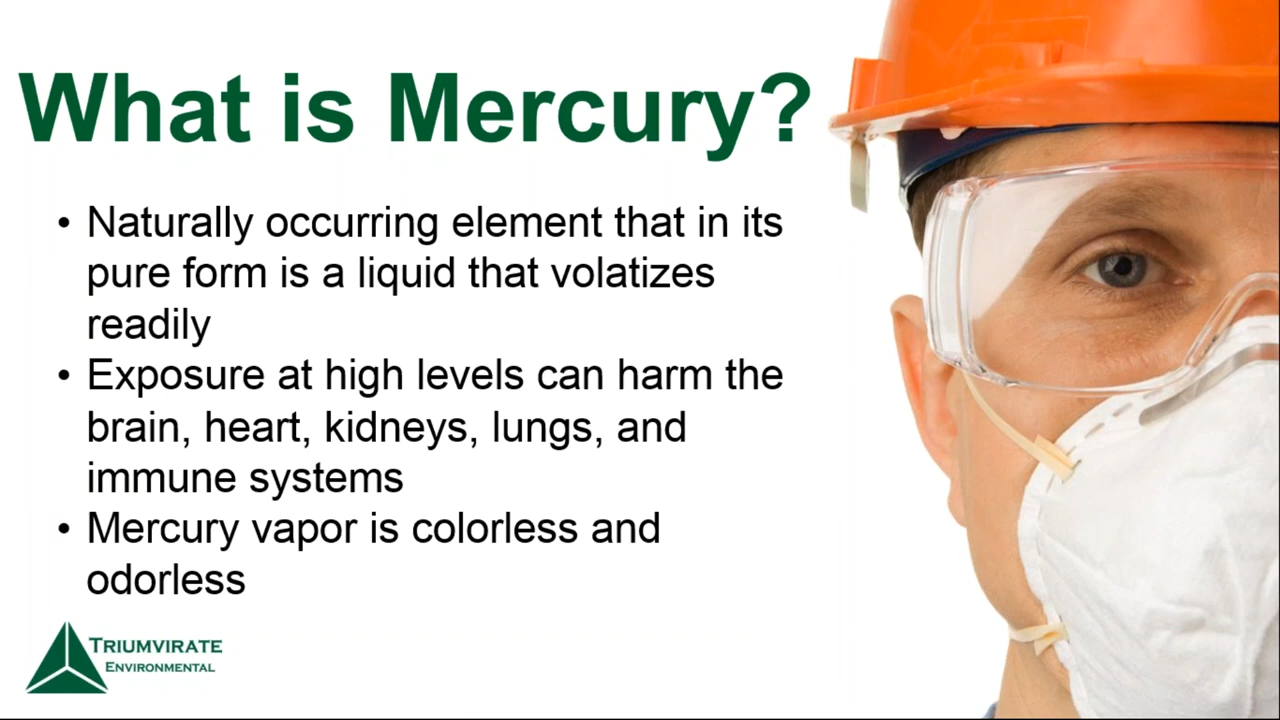 What is Mercury?
• Naturally occurring element that in its
pure form is a liquid that volatizes
readily
• Exposure at high levels can harm the
brain, heart, kidneys, lungs, and
immune systems
• Mercury vapor is colorless and
odorless
TRIUMVIRATE
ENVIRONMENTAL